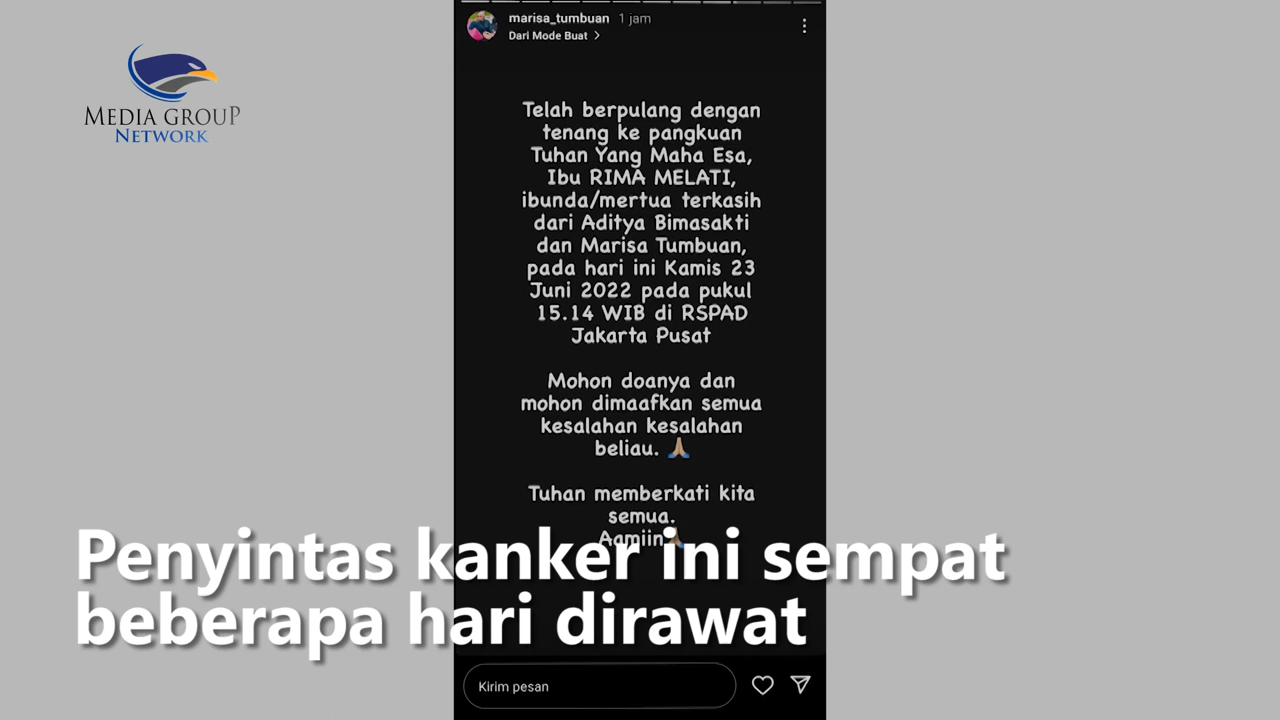 MEDIA GROUP
NETWORK
marisa_tumbuan 1 jam
Dari Mode Buat >
Telah berpulang dengan
tenang ke pangkuan
Tuhan Yang Maha Esa,
Ibu RIMA MELATI,
ibunda/mertua terkasih
dari Aditya Bimasakti
dan Marisa Tumbuan,
pada hari ini Kamis 23
Juni 2022 pada pukul
15.14 WIB di RSPAD
Jakarta Pusat
Mohon doanya dan
mohon dimaafkan semua
kesalahan kesalahan
beliau. 🙏🏼
Tuhan memberkati kita
semua.
Aamiin🙏🏼
Penyintas kanker ini sempat
beberapa hari dirawat
Kirim pesan